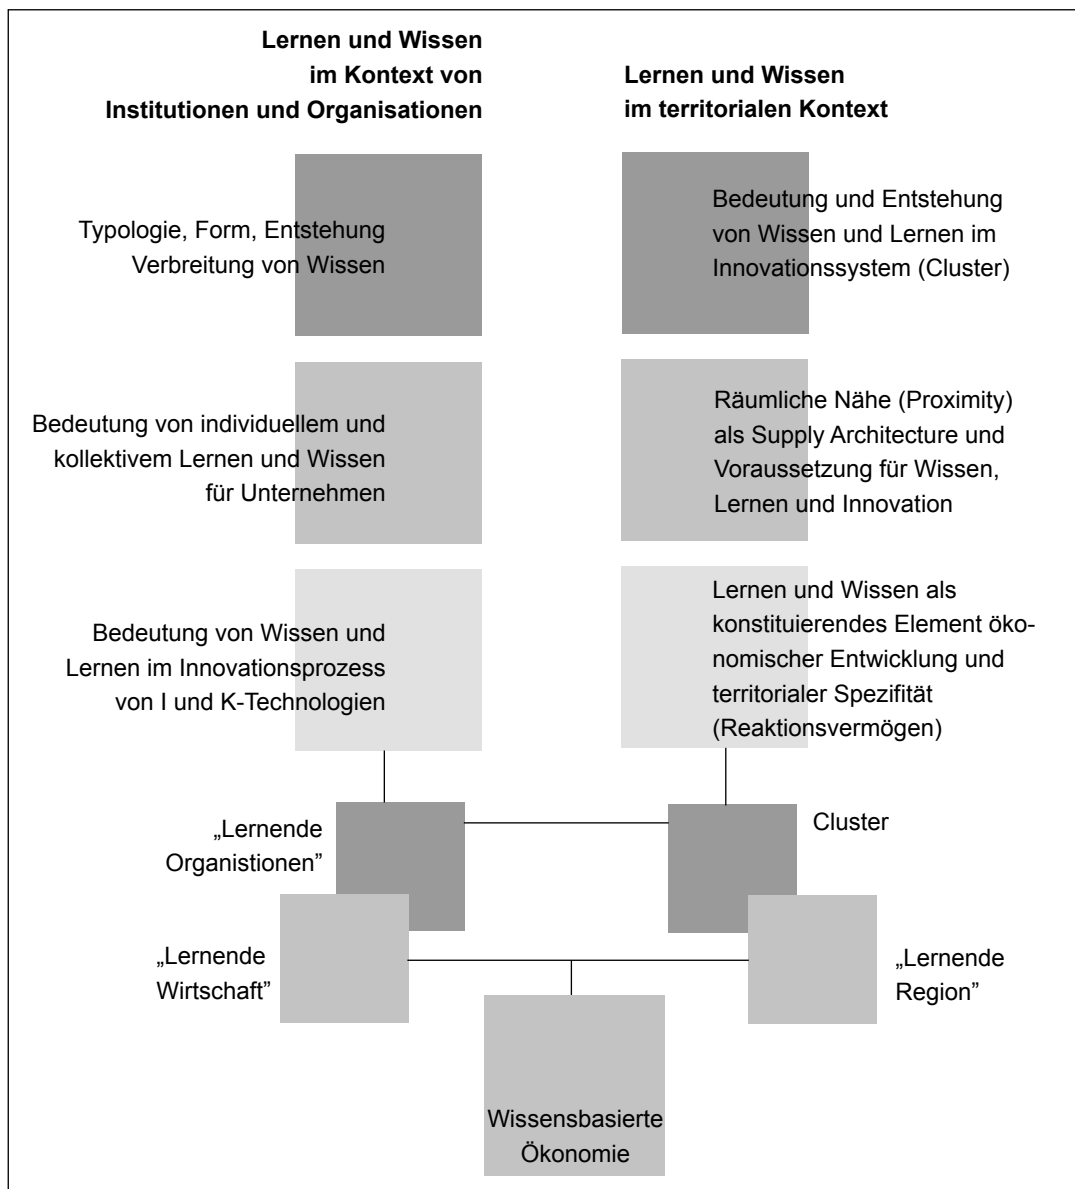 Lernen und Wissen
im Kontext von
Institutionen und Organisationen
Lernen und Wissen
im territorialen Kontext
Typologie, Form, Entstehung
Verbreitung von Wissen
Bedeutung und Entstehung
von Wissen und Lernen im
Innovationssystem (Cluster)
Bedeutung von individuellem und
kollektivem Lernen und Wissen
für Unternehmen
Räumliche Nähe (Proximity)
als Supply Architecture und
Voraussetzung für Wissen,
Lernen und Innovation
Bedeutung von Wissen und
Lernen im Innovationsprozess
von I und K-Technologien
Lernen und Wissen als
konstituierendes Element öko-
nomischer Entwicklung und
territorialer Spezifität
(Reaktionsvermögen)
„Lernende
Organistionen”
Cluster
„Lernende
Wirtschaft”
„Lernende
Region”
Wissensbasierte
Ökonomie